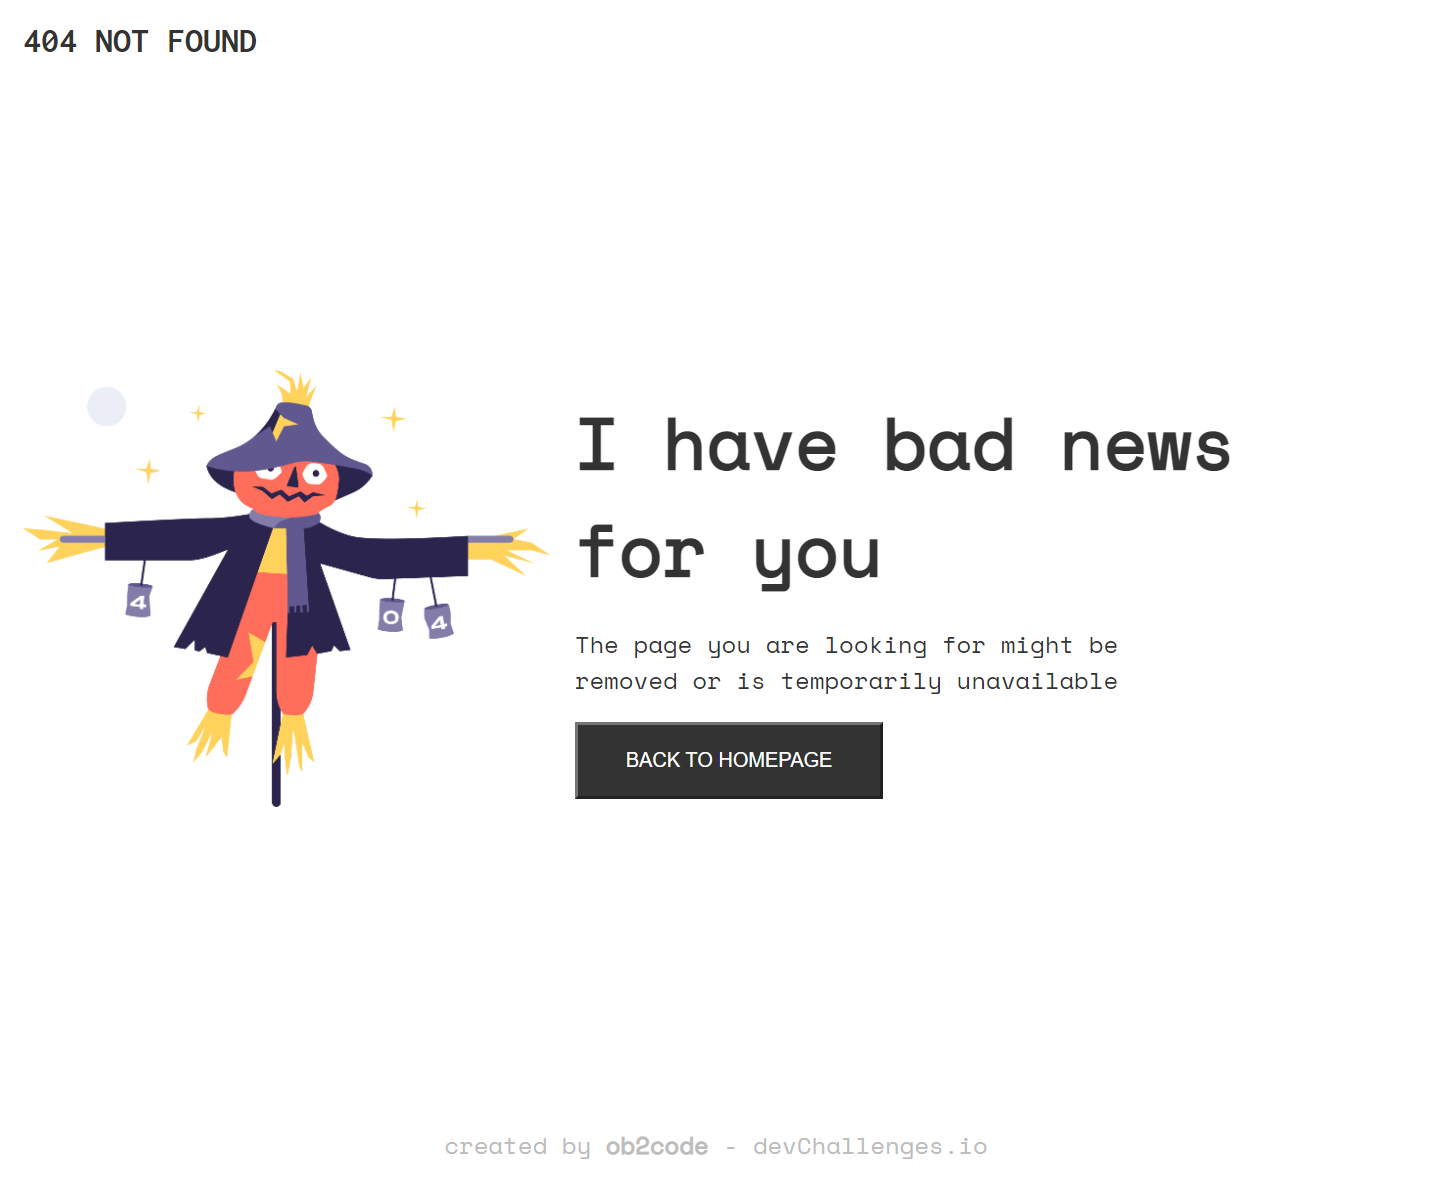 404 NOT FOUND
I have bad news
for you
4
0
4
The page you are looking for might be
removed or is temporarily unavailable
BACK TO HOMEPAGE
created by ob2code - devChallenges.io